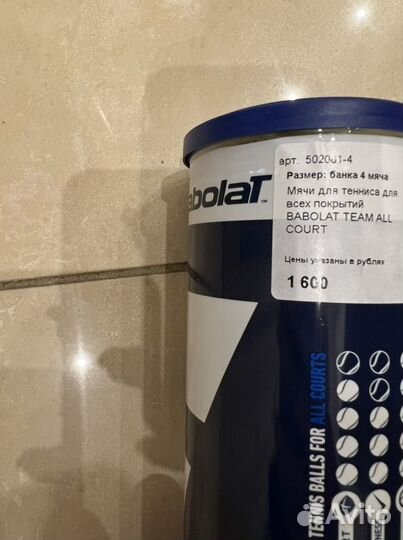 арт. 502081-4
Размер: банка 4 мяча
Мячи для тенниса для
всех покрытий
BABOLAT TEAM ALL
COURT
Цены указаны в рублях
1 600
aBOLAT
TENNIS BALLS FOR ALL COURTS
Avito